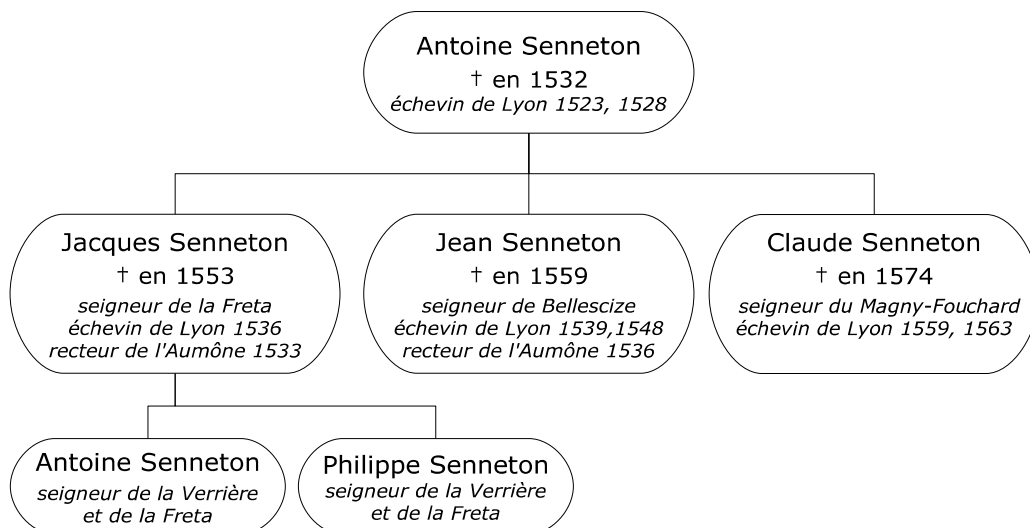 Antoine Senneton
† en 1532
échevin de Lyon 1523, 1528
Jacques Senneton
† en 1553
seigneur de la Freta
échevin de Lyon 1536
recteur de l'Aumône 1533
Jean Senneton
† en 1559
seigneur de Bellescize
échevin de Lyon 1539,1548
recteur de l'Aumône 1536
Claude Senneton
† en 1574
seigneur du Magny-Fouchard
échevin de Lyon 1559, 1563
Antoine Senneton
seigneur de la Verrière
et de la Freta
Philippe Senneton
seigneur de la Verrière
et de la Freta